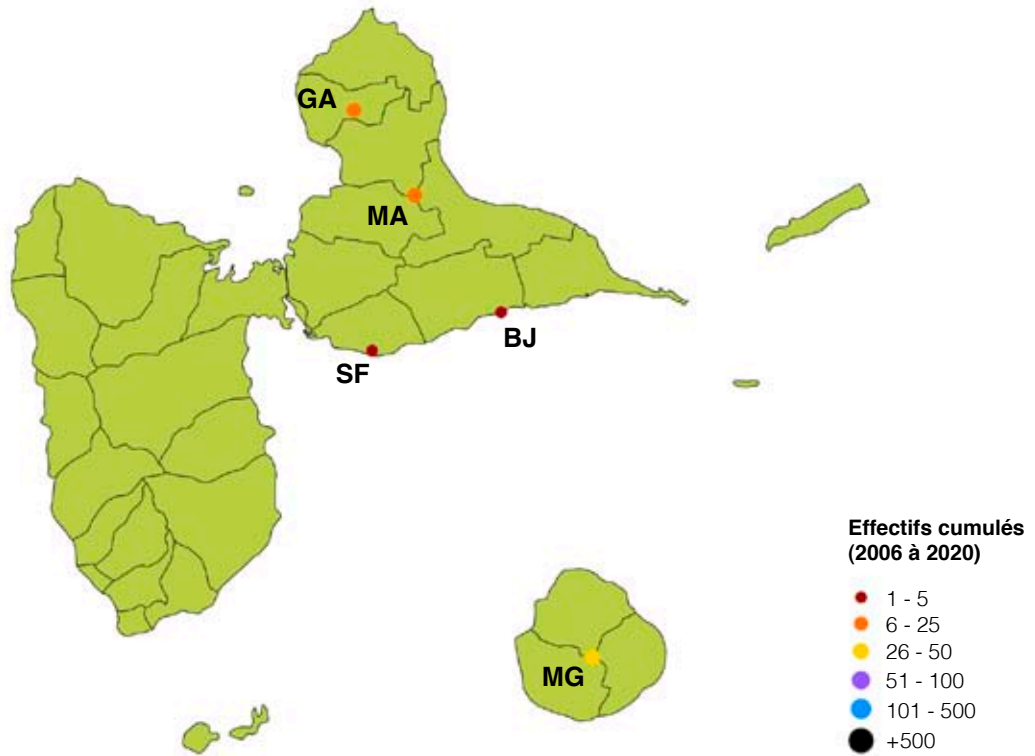 GA
MA
BJ
SF
MG
Effectifs cumulés
(2006 à 2020)
1 - 5
6 - 25
26 - 50
51 - 100
101 - 500
+500